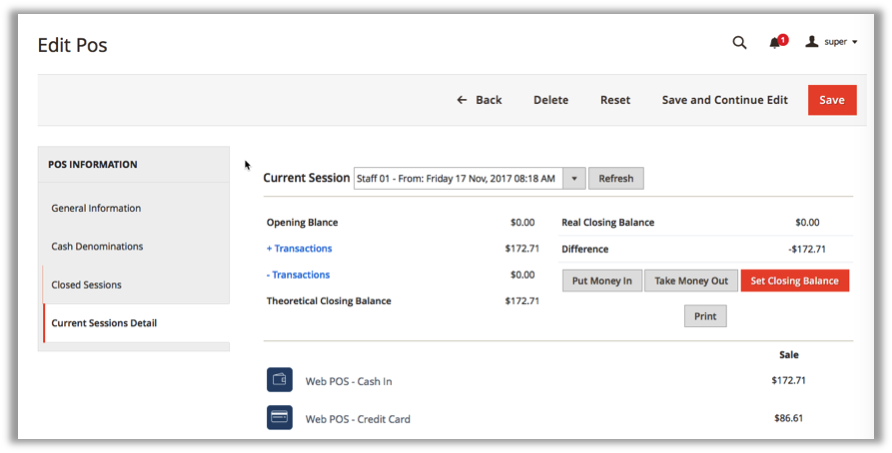 Edit Pos
1
super
← Back Delete Reset Save and Continue Edit Save
POS INFORMATION
General Information
Cash Denominations
Closed Sessions
Current Sessions Detail
Current Session Staff 01 - From: Friday 17 Nov, 2017 08:18 AM Refresh
Opening Blance $0.00
+ Transactions $172.71
- Transactions $0.00
Theoretical Closing Balance $172.71
Real Closing Balance $0.00
Difference -$172.71
Put Money In Take Money Out Set Closing Balance
Print
Sale
Web POS - Cash In $172.71
Web POS - Credit Card $86.61